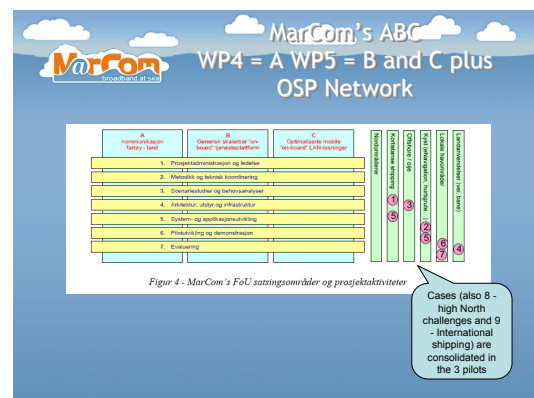 MarCom's ABC
WP4 = A WP5 = B and C plus
OSP Network
MarCom
broadband at sea
A
Kommunikasjon
fartøy - land
B
Generisk skalerbar "on-
board" tjenesteplattform
C
Optimaliserte mobile
"on-board" LAN-løsninger
1. Prosjektadministrasjon og ledelse
2. Metodikk og teknisk koordinering
3. Scenariestudier og behovsanalyser
4. Arkitektur, utstyr og infrastruktur
5. System- og applikasjonsutvikling
6. Pilotutvikling og demonstrasjon
7. Evaluering
Nordområdene
Kortdistanse shipping
1
5
Offshore / olje
3
Kyst (eNavigation, hurtigrute...)
2
5
Lokale havområder
6
7
Landanvendelser (vei, bane)
4
Figur 4 - MarCom's FoU satsingsområder og prosjektaktiviteter
Cases (also 8 -
high North
challenges and 9
- International
shipping) are
consolidated in
the 3 pilots